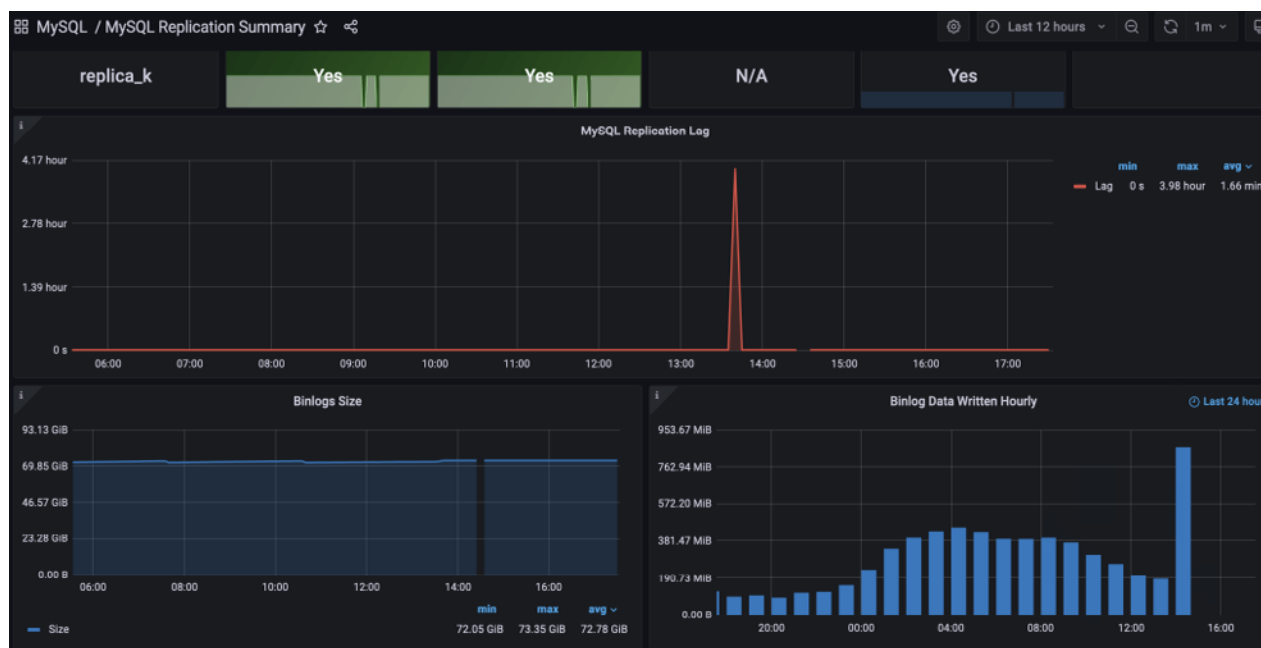 MySQL / MySQL Replication Summary
Last 12 hours
1m
replica_k
Yes
Yes
N/A
Yes
i
MySQL Replication Lag
4.17 hour
2.78 hour
1.39 hour
0 s
06:00 07:00 08:00 09:00 10:00 11:00 12:00 13:00 14:00 15:00 16:00 17:00
min max avg
Lag 0 s 3.98 hour 1.66 min
i
Binlogs Size
93.13 GiB
69.85 GiB
46.57 GiB
23.28 GiB
0.00 B
06:00 08:00 10:00 12:00 14:00 16:00
min max avg
Size 72.05 GiB 73.35 GiB 72.78 GiB
i
Binlog Data Written Hourly
Last 24 hou
953.67 MiB
762.94 MiB
572.20 MiB
381.47 MiB
190.73 MiB
0.00 B
20:00 00:00 04:00 08:00 12:00 16:00